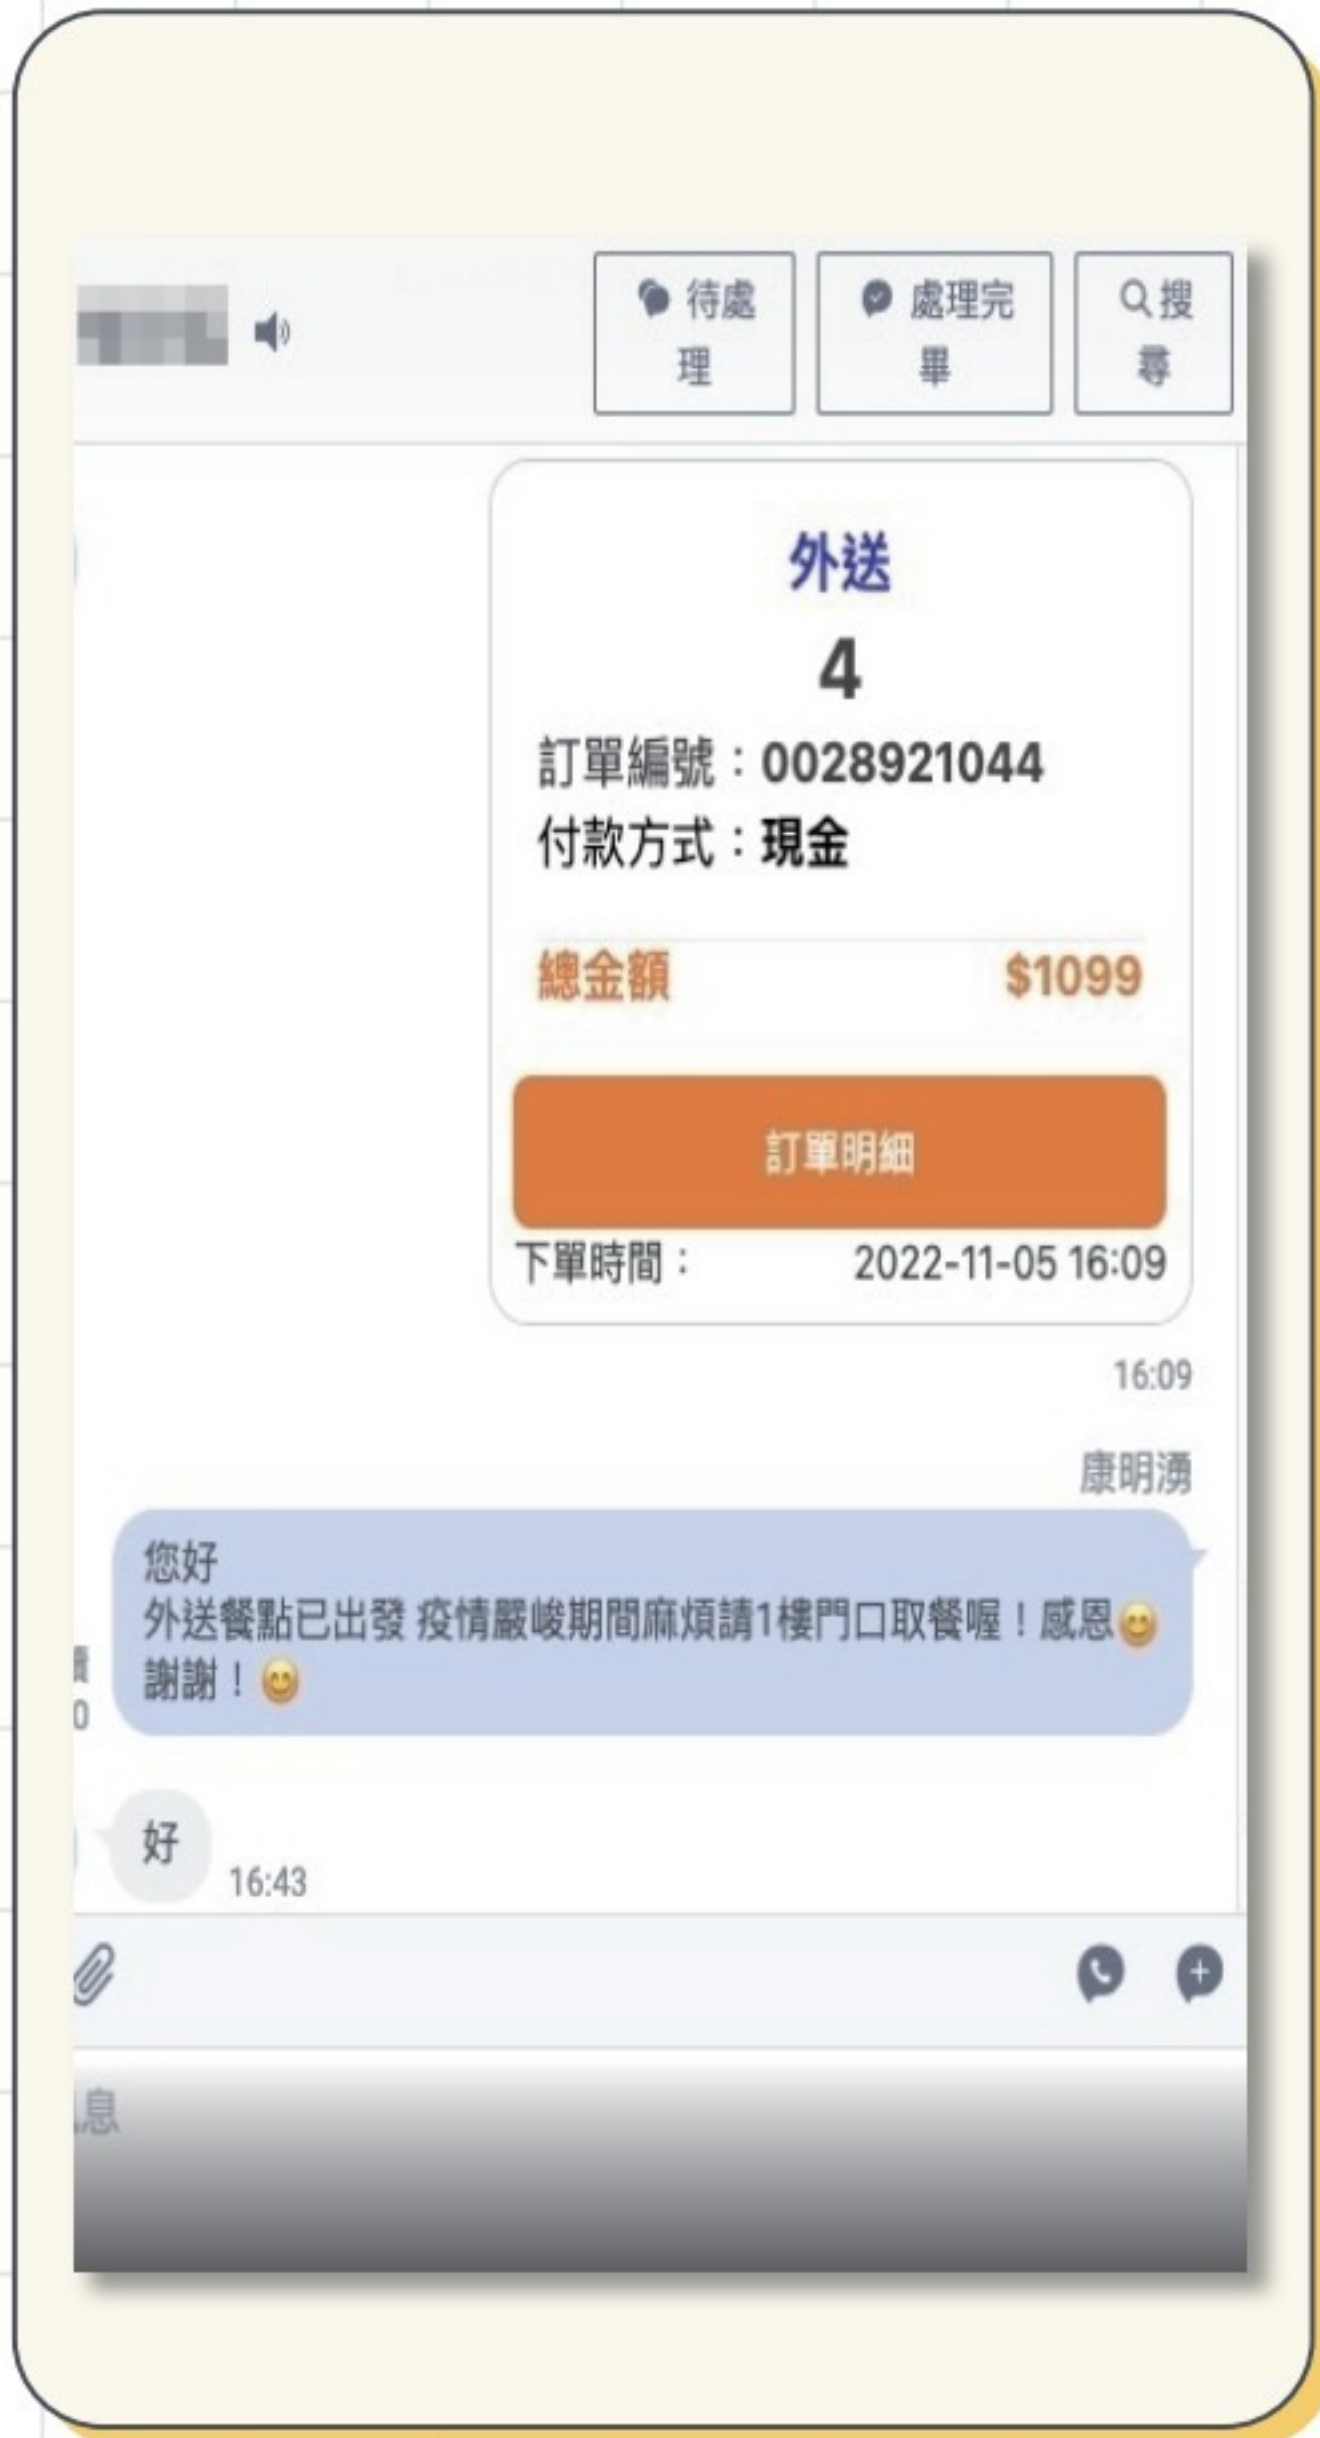 待處
理
處理完
畢
搜
尋
外送
4
訂單編號：0028921044
付款方式：現金
總金額 $1099
訂單明細
下單時間： 2022-11-05 16:09
16:09
康明湧
您好
外送餐點已出發 疫情嚴峻期間麻煩請1樓門口取餐喔！感恩😊
謝謝！😊
0
好
16:43
息